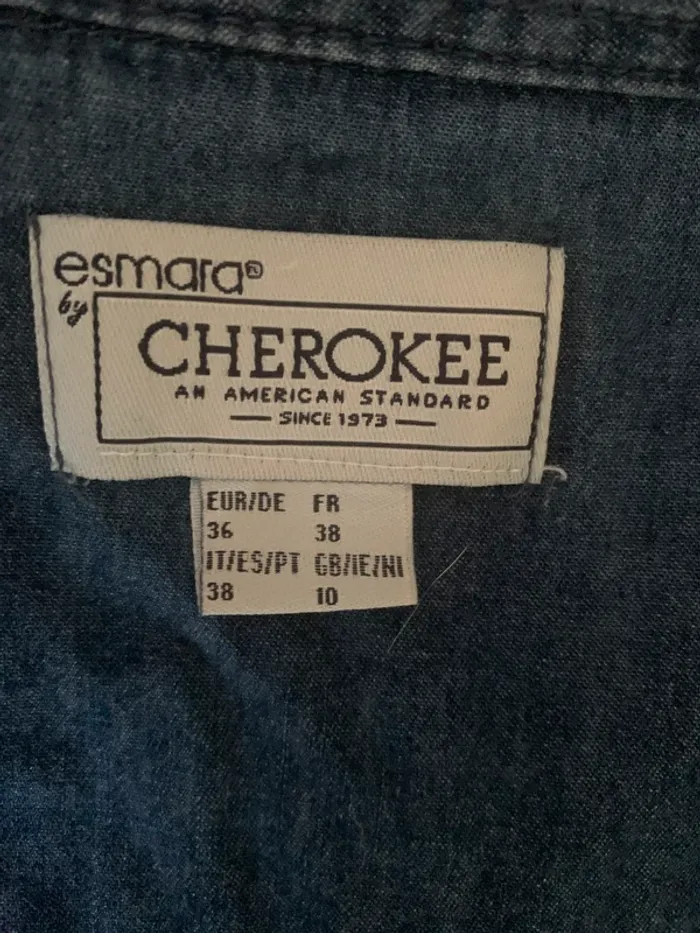 esmara®
by
CHEROKEE
AN AMERICAN STANDARD
SINCE 1973
EUR/DE FR
36 38
IT/ES/PT GB/IE/NI
38 10